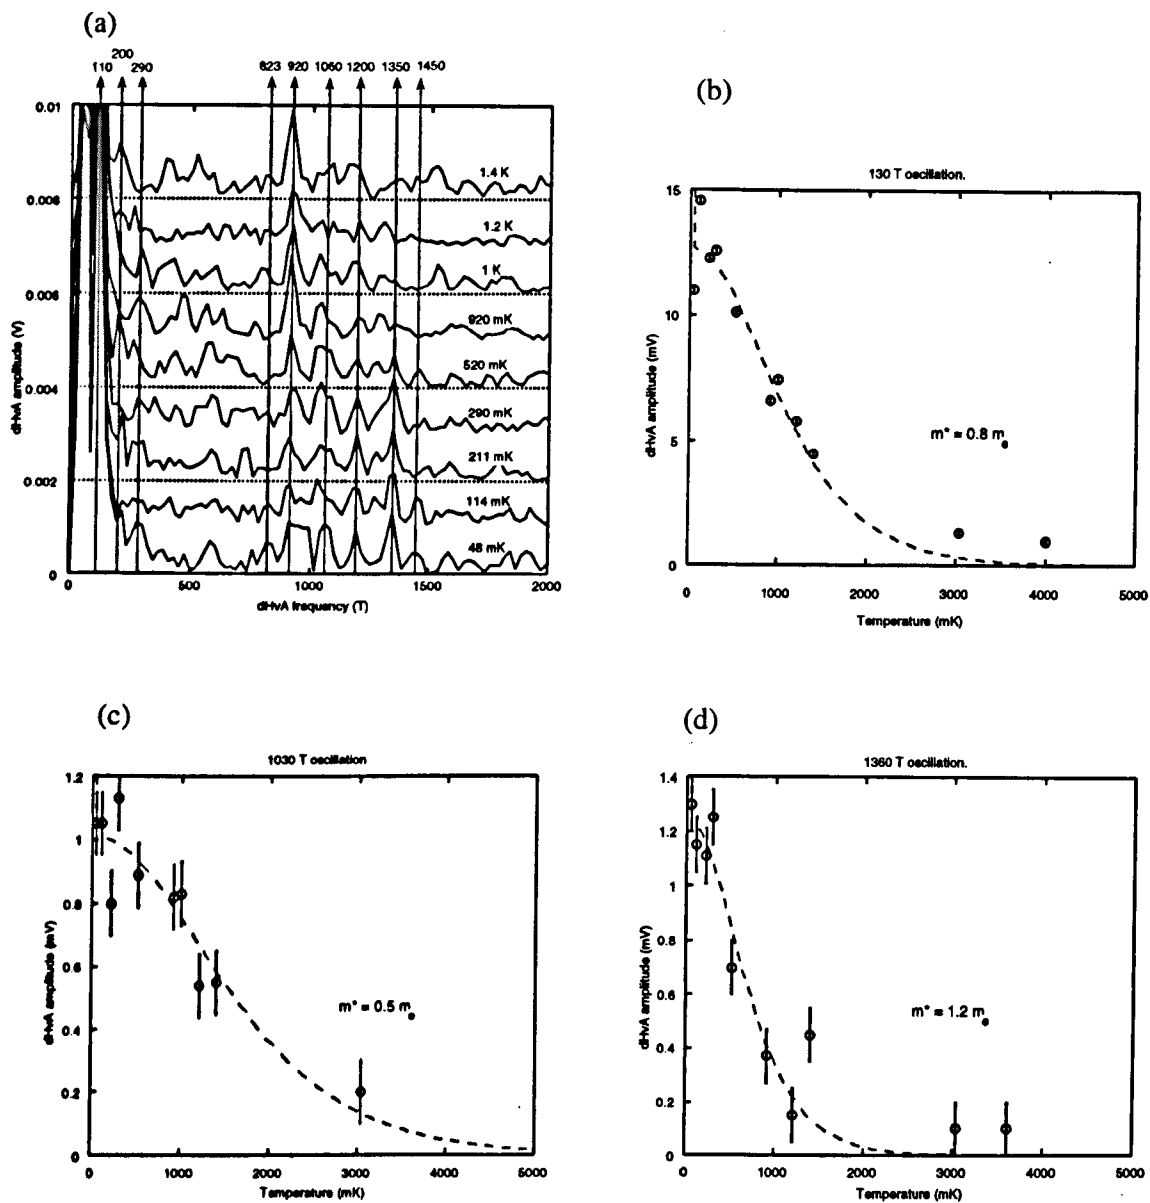 (a)
200
110 290 823 920 1060 1200 1350 1450
0.01
0.008
0.006
0.004
0.002
0
dHvA amplitude (V)
1.4 K
1.2 K
1 K
920 mK
520 mK
290 mK
211 mK
114 mK
48 mK
0 500 1000 1500 2000
dHvA frequency (T)
(b)
130 T oscillation.
15
10
5
0
dHvA amplitude (mV)
m* = 0.8 m e
0 1000 2000 3000 4000 5000
Temperature (mK)
(c)
1030 T oscillation
1.2
1
0.8
0.6
0.4
0.2
0
dHvA amplitude (mV)
m* = 0.5 m e
0 1000 2000 3000 4000 5000
Temperature (mK)
(d)
1360 T oscillation.
1.4
1.2
1
0.8
0.6
0.4
0.2
0
dHvA amplitude (mV)
m* = 1.2 m e
0 1000 2000 3000 4000 5000
Temperature (mK)